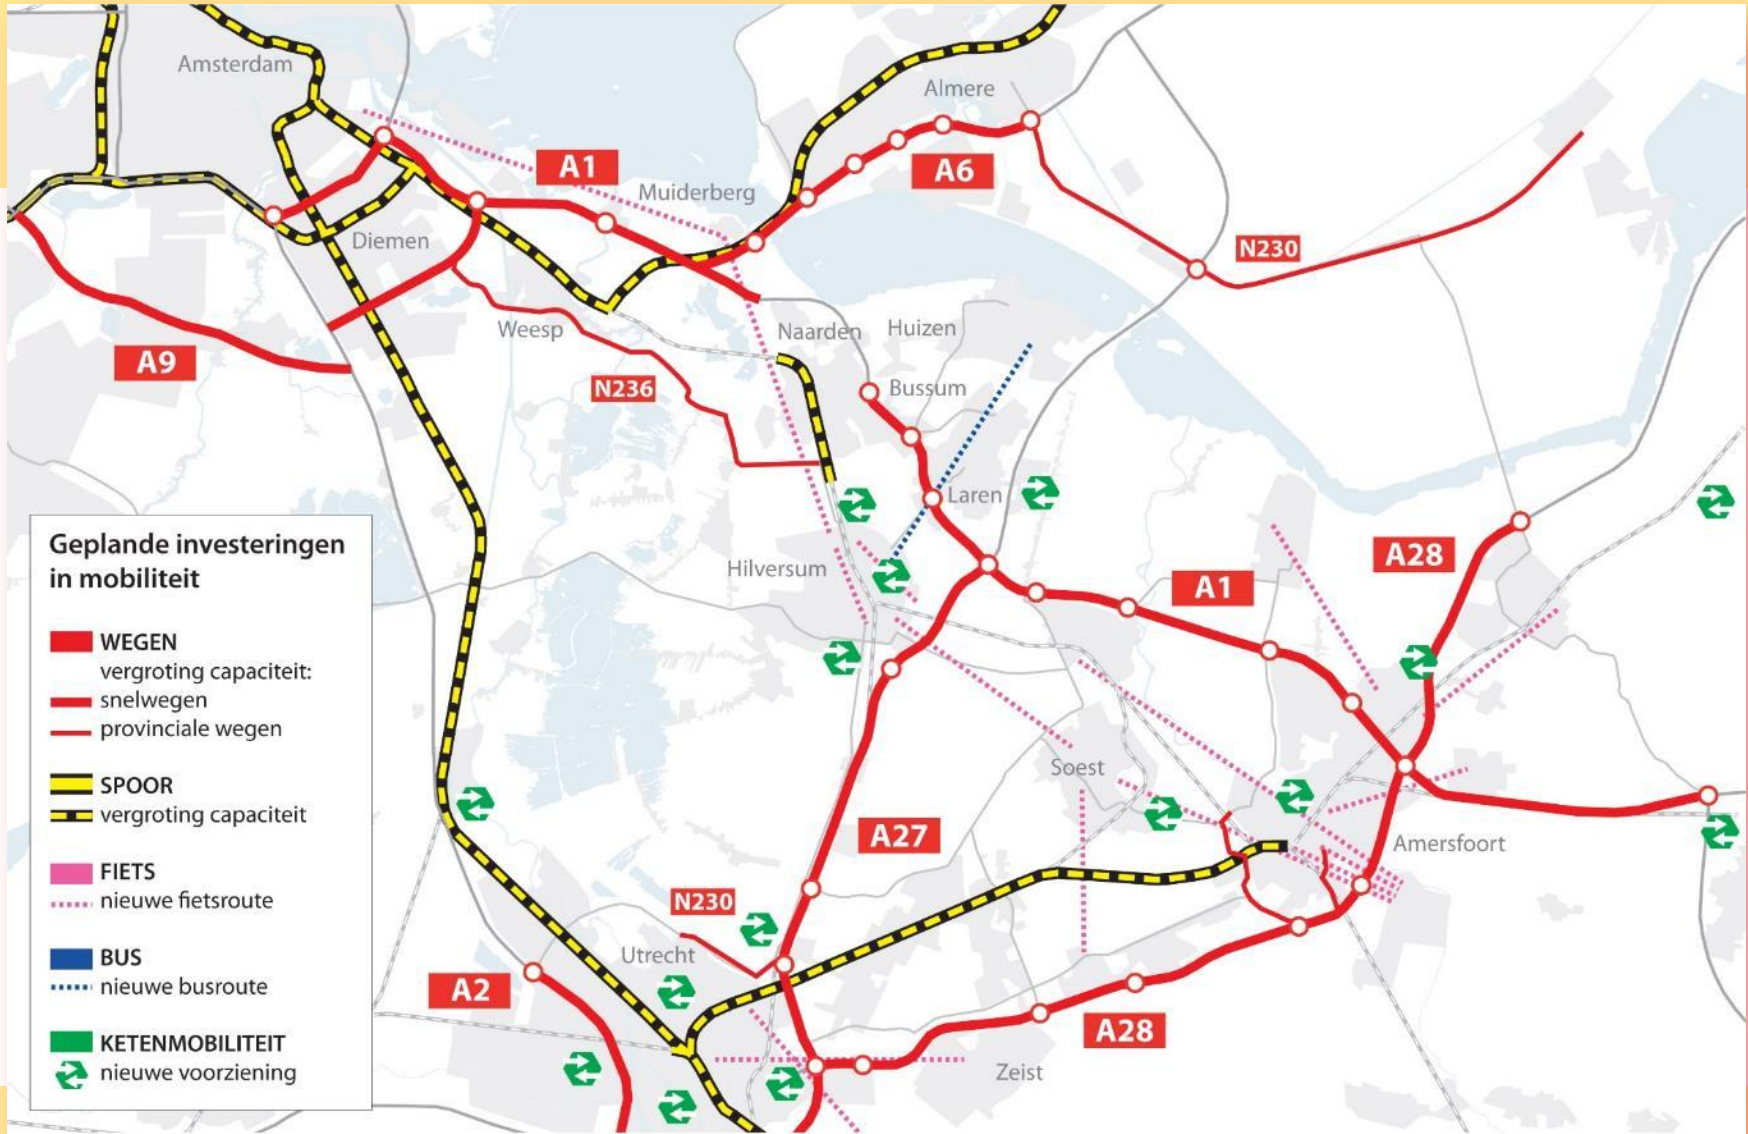 Amsterdam
Almere
A1
A6
Muiderberg
Diemen
N230
Weesp
Naarden
Huizen
A9
N236
Bussum
Laren
Geplande investeringen
in mobiliteit
WEGEN
vergroting capaciteit:
snelwegen
provinciale wegen
SPOOR
vergroting capaciteit
FIETS
nieuwe fietsroute
BUS
nieuwe busroute
KETENMOBILITEIT
nieuwe voorziening
Hilversum
A28
A1
Soest
A27
Amersfoort
N230
Utrecht
A2
A28
Zeist